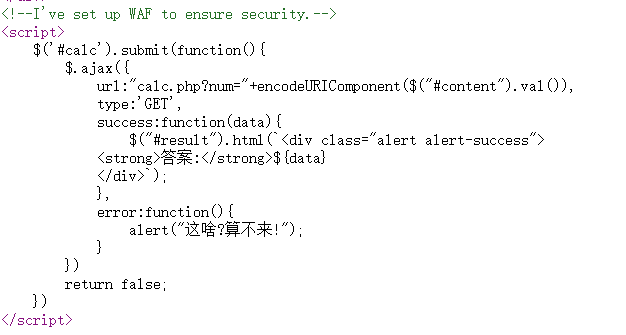 <!--I've set up WAF to ensure security.-->
<script>
    $('#calc').submit(function(){
        $.ajax({
            url:"calc.php?num="+encodeURIComponent($("#content").val()),
            type:'GET',
            success:function(data){
                $("#result").html(`<div class="alert alert-success">
            <strong>答案:</strong>${data}
            </div>`);
            },
            error:function(){
                alert("这啥?算不来!");
            }
        })
        return false;
    })
</script>